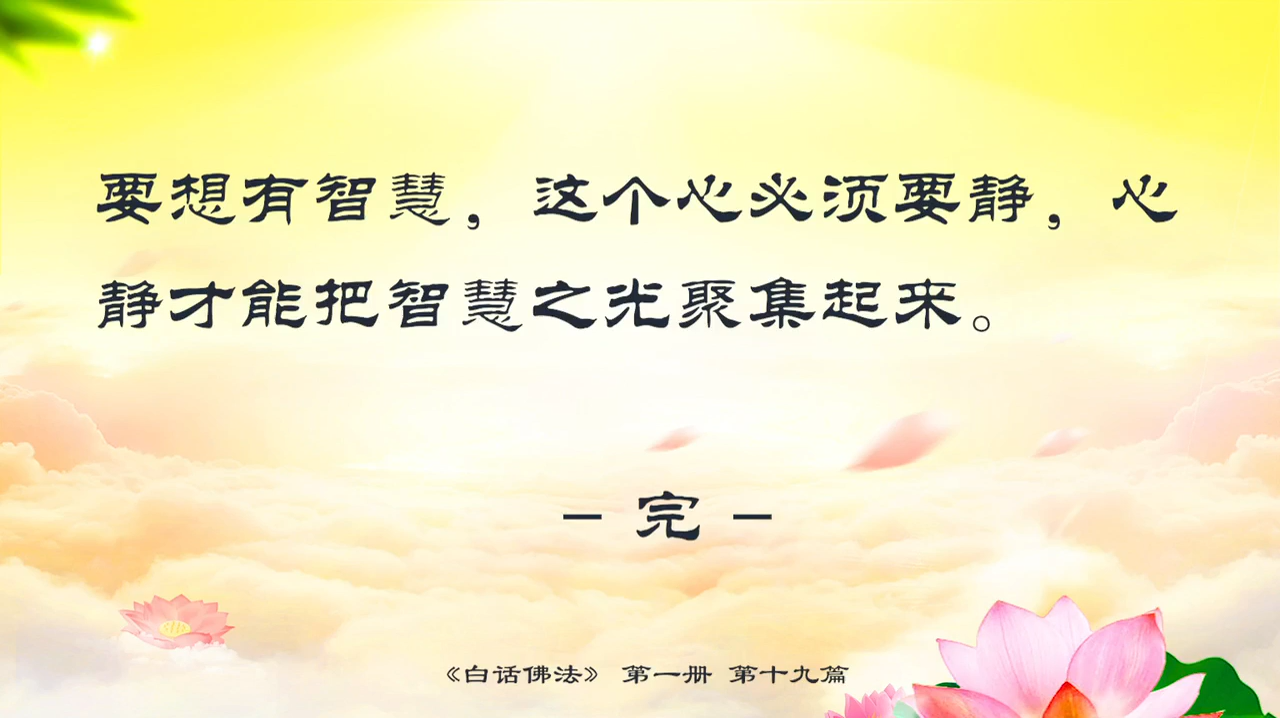 要想有智慧，这个心必须要静，心
静才能把智慧之光聚集起来。
– 完 –
《白话佛法》 第一册 第十九篇